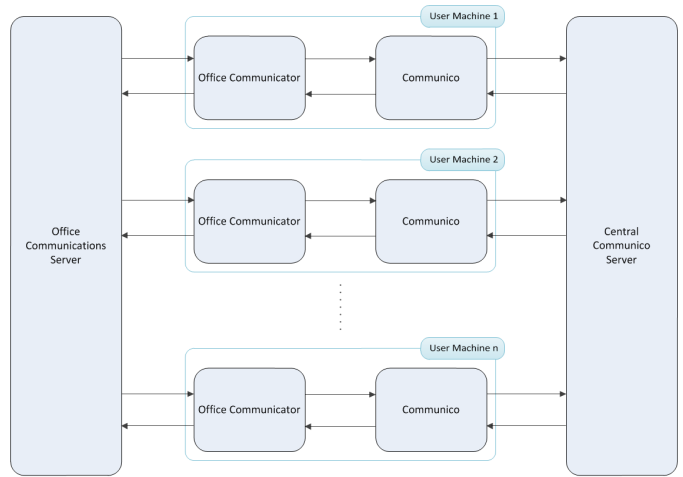 User Machine 1
Office Communicator
Communico
User Machine 2
Office Communicator
Communico
Office
Communications
Server
Central
Communico
Server
User Machine n
Office Communicator
Communico